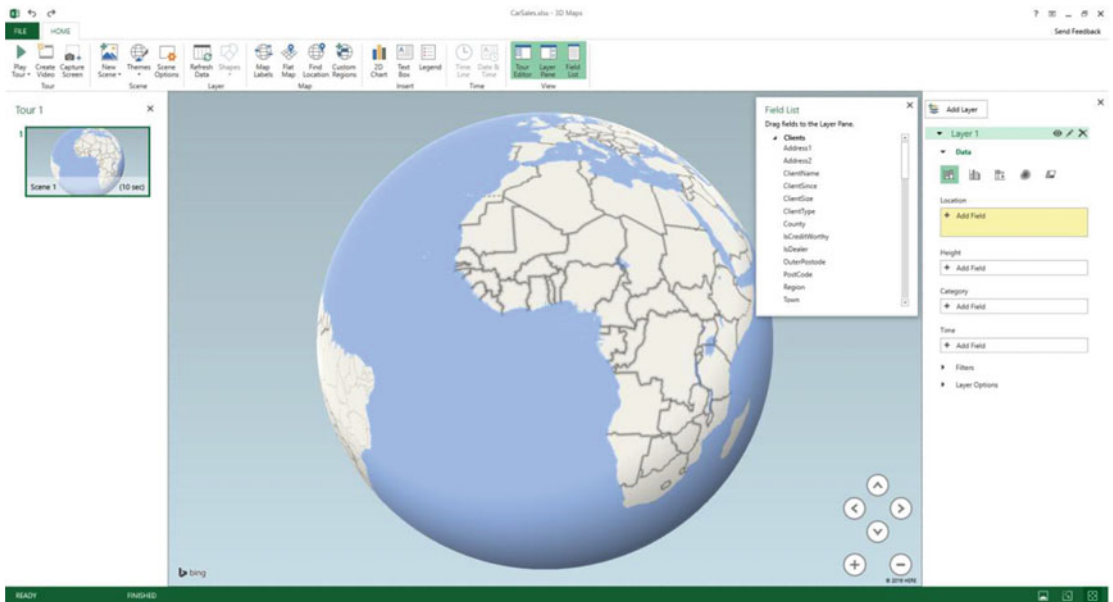 CarSales.xlsx - 3D Maps
?
FILE HOME
Send Feedback
Play Tour
Create Video
Capture Screen
Tour
New Scene
Themes
Scene Options
Scene
Refresh Data
Shapes
Layer
Map Labels
Flat Map
Find Location
Custom Regions
Map
2D Chart
Text Box
Legend
Insert
Time Line
Date & Time
Time
Tour Editor
Layer Pane
Field List
View
Tour 1
1
Scene 1 (10 sec)
Field List
Drag fields to the Layer Pane.
Clients
Address1
Address2
ClientName
ClientSince
ClientSize
ClientType
County
IsCreditWorthy
IsDealer
OuterPostode
PostCode
Region
Town
Add Layer
Layer 1
Data
Location
+ Add Field
Height
+ Add Field
Category
+ Add Field
Time
+ Add Field
Filters
Layer Options
bing
© 2016 HERE
READY FINISHED